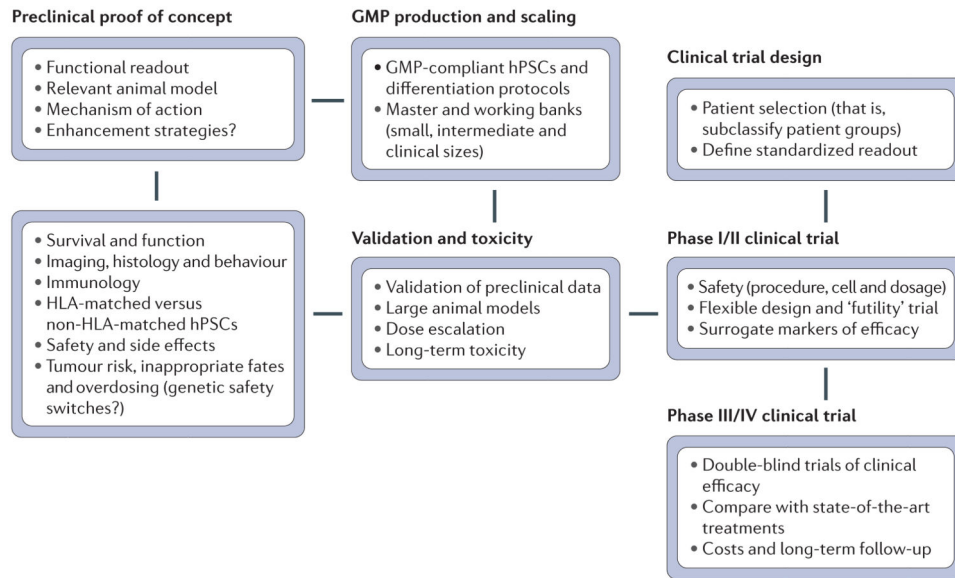 Preclinical proof of concept
• Functional readout
• Relevant animal model
• Mechanism of action
• Enhancement strategies?
• Survival and function
• Imaging, histology and behaviour
• Immunology
• HLA-matched versus
non-HLA-matched hPSCs
• Safety and side effects
• Tumour risk, inappropriate fates
and overdosing (genetic safety
switches?)
GMP production and scaling
• GMP-compliant hPSCs and
differentiation protocols
• Master and working banks
(small, intermediate and
clinical sizes)
Validation and toxicity
• Validation of preclinical data
• Large animal models
• Dose escalation
• Long-term toxicity
Clinical trial design
• Patient selection (that is,
subclassify patient groups)
• Define standardized readout
Phase I/II clinical trial
• Safety (procedure, cell and dosage)
• Flexible design and ‘futility’ trial
• Surrogate markers of efficacy
Phase III/IV clinical trial
• Double-blind trials of clinical
efficacy
• Compare with state-of-the-art
treatments
• Costs and long-term follow-up